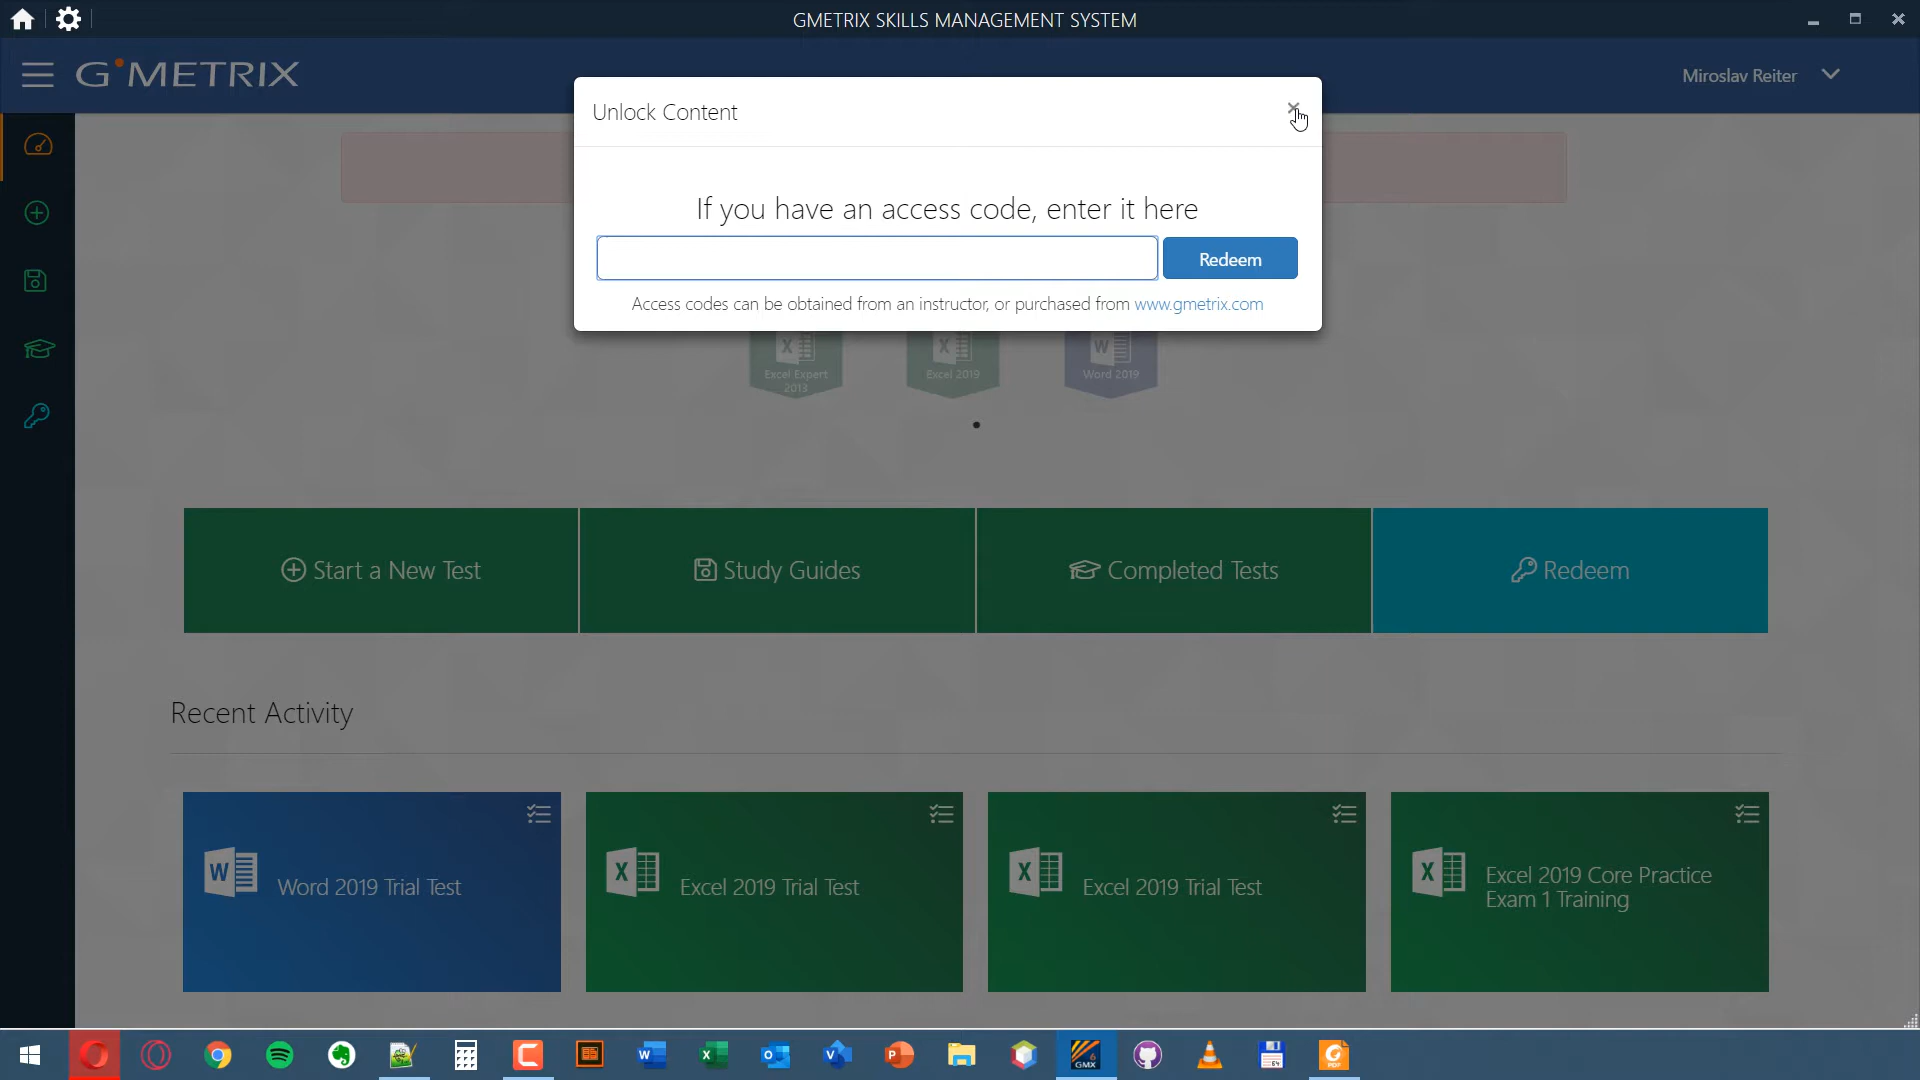 GMETRIX SKILLS MANAGEMENT SYSTEM
G METRIX
Miroslav Reiter
Unlock Content
If you have an access code, enter it here
Redeem
Access codes can be obtained from an instructor, or purchased from www.gmetrix.com
Excel Expert
2013
Excel 2019
Word 2019
Start a New Test
Study Guides
Completed Tests
Redeem
Recent Activity
Word 2019 Trial Test
Excel 2019 Trial Test
Excel 2019 Trial Test
Excel 2019 Core Practice
Exam 1 Training